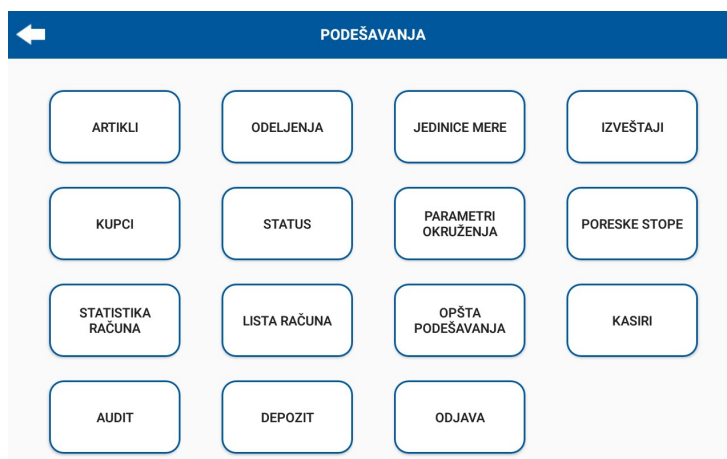 PODEŠAVANJA
ARTIKLI
ODELJENJA
JEDINICE MERE
IZVEŠTAJI
KUPCI
STATUS
PARAMETRI
OKRUŽENJA
PORESKE STOPE
STATISTIKA
RAČUNA
LISTA RAČUNA
OPŠTA
PODEŠAVANJA
KASIRI
AUDIT
DEPOZIT
ODJAVA